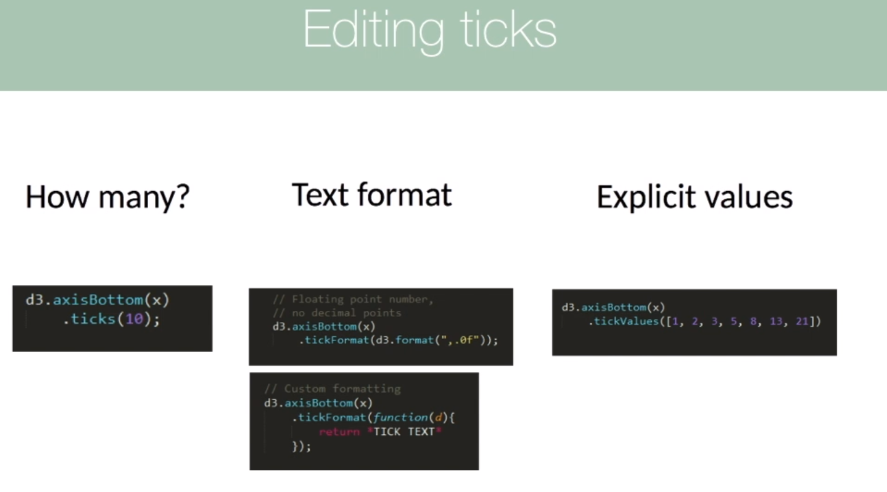 Editing ticks
How many?
Text format
Explicit values
d3.axisBottom(x)
.ticks(10);
// Floating point number,
// no decimal points
d3.axisBottom(x)
.tickFormat(d3.format(",.0f"));
// Custom formatting
d3.axisBottom(x)
.tickFormat(function(d){
return *TICK TEXT*
});
d3.axisBottom(x)
.tickValues([1, 2, 3, 5, 8, 13, 21])